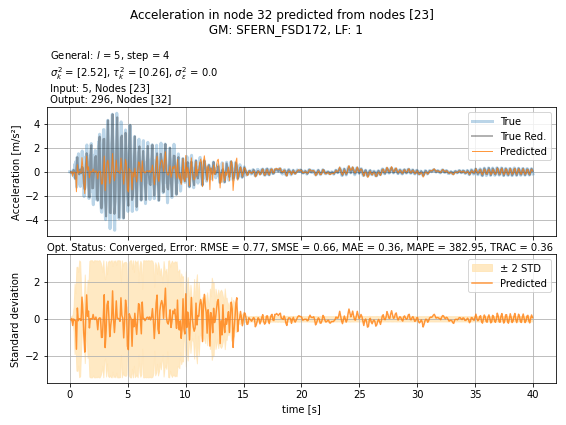 Acceleration in node 32 predicted from nodes [23]
GM: SFERN_FSD172, LF: 1
General: l = 5, step = 4
σ²ₖ = [2.52], τ²ₖ = [0.26], σ²ε = 0.0
Input: 5, Nodes [23]
Output: 296, Nodes [32]
Acceleration [m/s²]
4
2
0
−2
−4
True
True Red.
Predicted
Opt. Status: Converged, Error: RMSE = 0.77, SMSE = 0.66, MAE = 0.36, MAPE = 382.95, TRAC = 0.36
Standard deviation
2
0
−2
± 2 STD
Predicted
0 5 10 15 20 25 30 35 40
time [s]